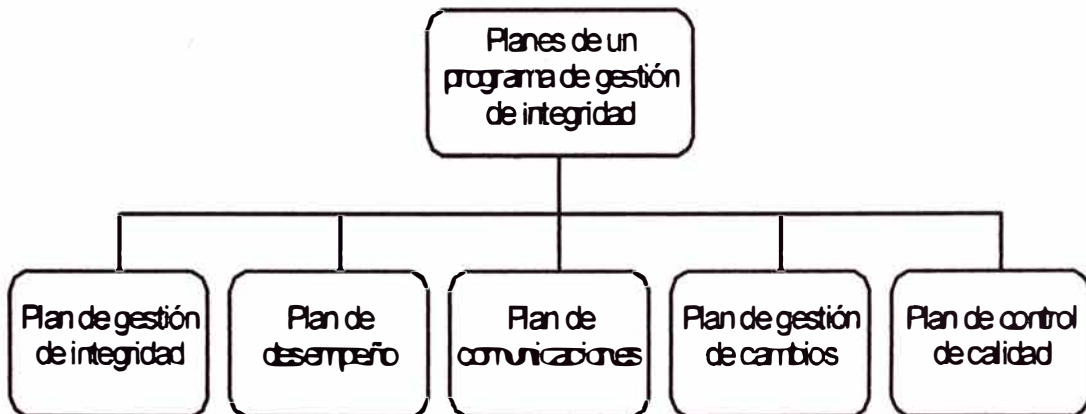 Planes de un
programa de gestión
de integridad
Plan de gestión
de integridad
Plan de
desempeño
Plan de
comunicaciones
Plan de gestión
de cambios
Plan de control
de calidad